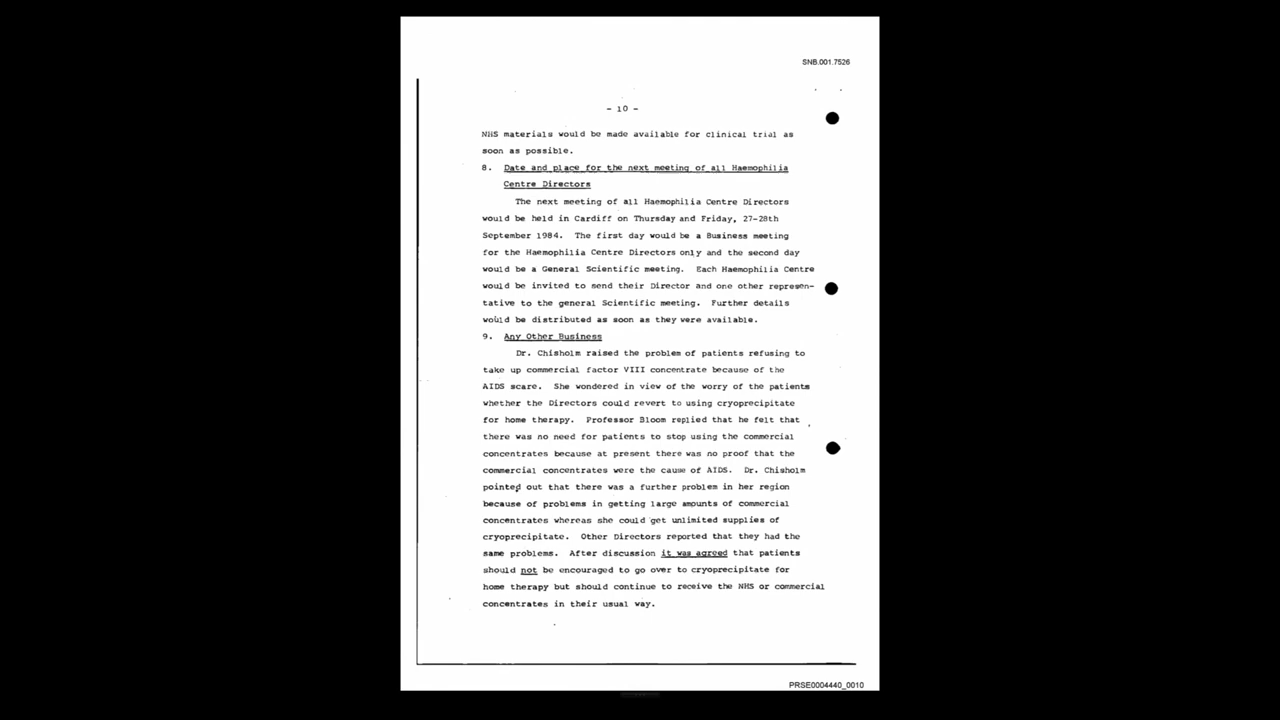 SNB.001.7526
- 10 -
NHS materials would be made available for clinical trial as
soon as possible.
8. Date and place for the next meeting of all Haemophilia
Centre Directors
The next meeting of all Haemophilia Centre Directors
would be held in Cardiff on Thursday and Friday, 27-28th
September 1984. The first day would be a Business meeting
for the Haemophilia Centre Directors only and the second day
would be a General Scientific meeting. Each Haemophilia Centre
would be invited to send their Director and one other represen-
tative to the general Scientific meeting. Further details
would be distributed as soon as they were available.
9. Any Other Business
Dr. Chisholm raised the problem of patients refusing to
take up commercial factor VIII concentrate because of the
AIDS scare. She wondered in view of the worry of the patients
whether the Directors could revert to using cryoprecipitate
for home therapy. Professor Bloom replied that he felt that
there was no need for patients to stop using the commercial
concentrates because at present there was no proof that the
commercial concentrates were the cause of AIDS. Dr. Chisholm
pointed out that there was a further problem in her region
because of problems in getting large amounts of commercial
concentrates whereas she could get unlimited supplies of
cryoprecipitate. Other Directors reported that they had the
same problems. After discussion it was agreed that patients
should not be encouraged to go over to cryoprecipitate for
home therapy but should continue to receive the NHS or commercial
concentrates in their usual way.
PRSE0004440_0010